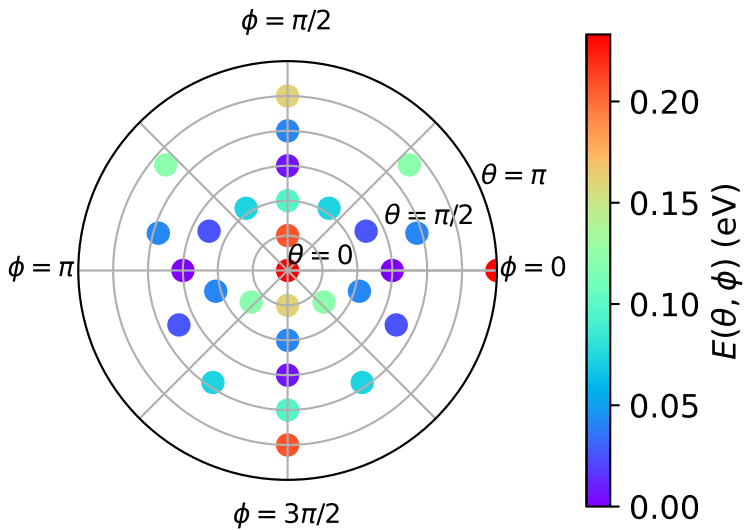 ϕ = π/2
θ = π
θ = π/2
θ = 0
ϕ = π
ϕ = 0
ϕ = 3π/2
0.20
0.15
0.10
0.05
0.00
E(θ, ϕ) (eV)